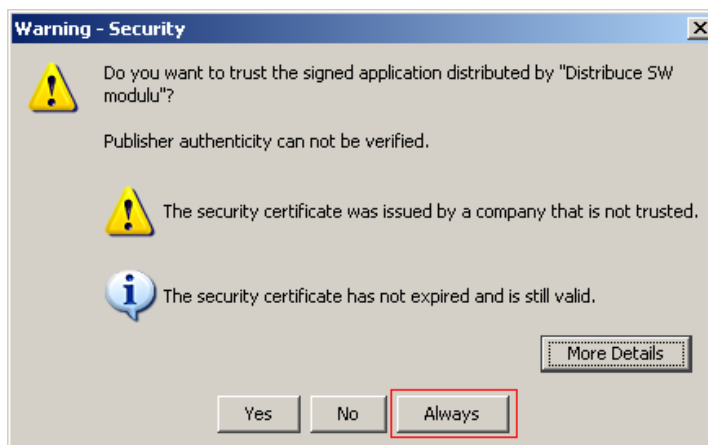 Warning - Security
Do you want to trust the signed application distributed by "Distribuce SW
modulu"?
Publisher authenticity can not be verified.
The security certificate was issued by a company that is not trusted.
The security certificate has not expired and is still valid.
More Details
Yes No Always